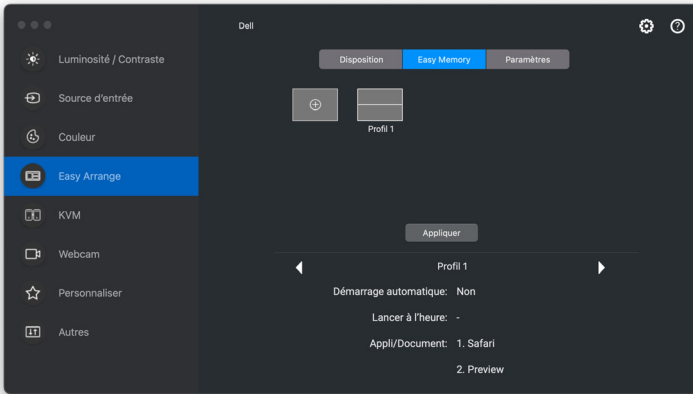 Dell
Luminosité / Contraste
Source d'entrée
Couleur
Easy Arrange
KVM
Webcam
Personnaliser
Autres
Disposition Easy Memory Paramètres
Profil 1
Appliquer
Profil 1
Démarrage automatique: Non
Lancer à l'heure: -
Appli/Document: 1. Safari
2. Preview